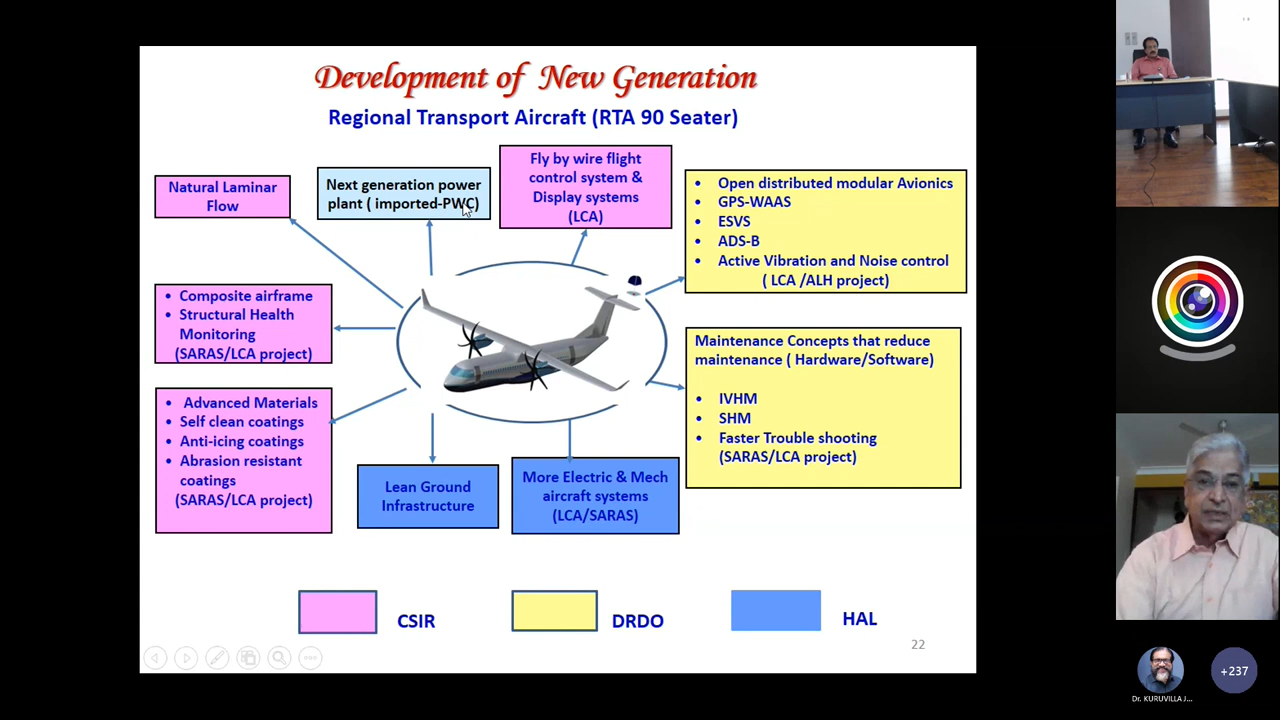 Development of New Generation
Regional Transport Aircraft (RTA 90 Seater)
Natural Laminar
Flow
Next generation power
plant ( imported-PWC)
Fly by wire flight
control system &
Display systems
(LCA)
• Open distributed modular Avionics
• GPS-WAAS
• ESVS
• ADS-B
• Active Vibration and Noise control
( LCA /ALH project)
• Composite airframe
• Structural Health
Monitoring
(SARAS/LCA project)
Maintenance Concepts that reduce
maintenance ( Hardware/Software)
• IVHM
• SHM
• Faster Trouble shooting
(SARAS/LCA project)
• Advanced Materials
• Self clean coatings
• Anti-icing coatings
• Abrasion resistant
coatings
(SARAS/LCA project)
Lean Ground
Infrastructure
More Electric & Mech
aircraft systems
(LCA/SARAS)
CSIR
DRDO
HAL
22
Dr. KURUVILLA J...
+237